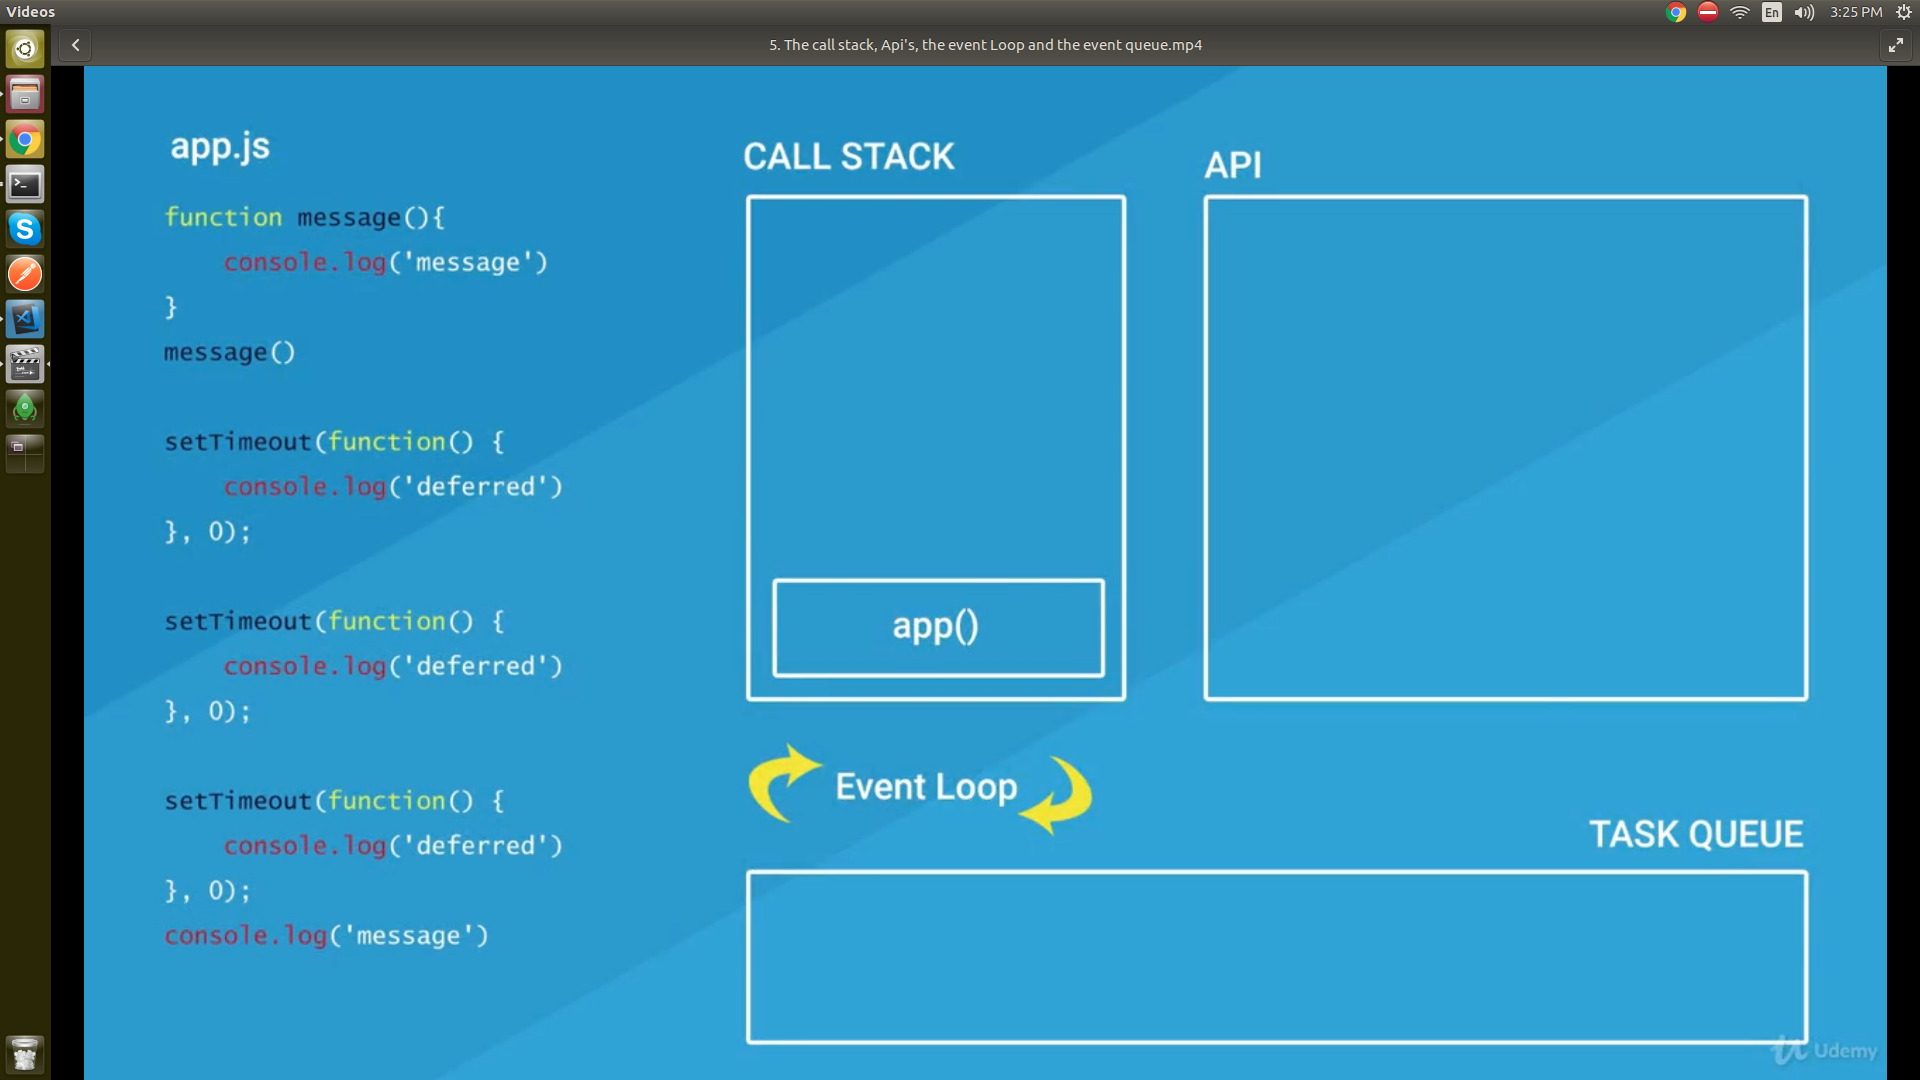 Videos
En
3:25 PM
5. The call stack, Api's, the event Loop and the event queue.mp4
app.js
function message(){
console.log('message')
}
message()
setTimeout(function() {
console.log('deferred')
}, 0);
setTimeout(function() {
console.log('deferred')
}, 0);
setTimeout(function() {
console.log('deferred')
}, 0);
console.log('message')
CALL STACK
app()
API
Event Loop
TASK QUEUE
Udemy